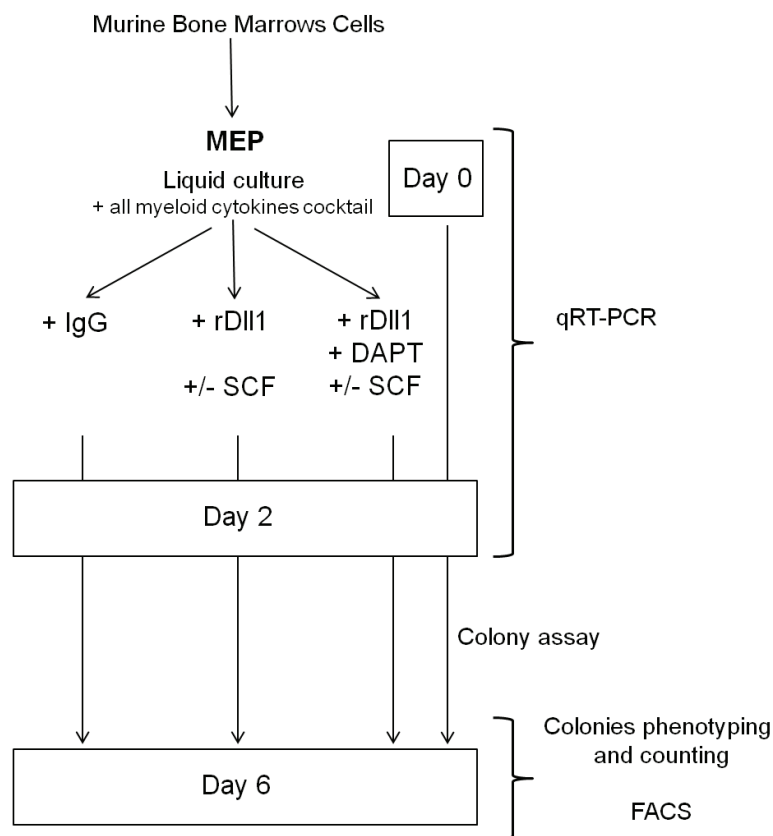 Murine Bone Marrows Cells
MEP
Liquid culture
+ all myeloid cytokines cocktail
Day 0
+ IgG
+ rDll1
+/- SCF
+ rDll1
+ DAPT
+/- SCF
qRT-PCR
Day 2
Colony assay
Colonies phenotyping
and counting
Day 6
FACS